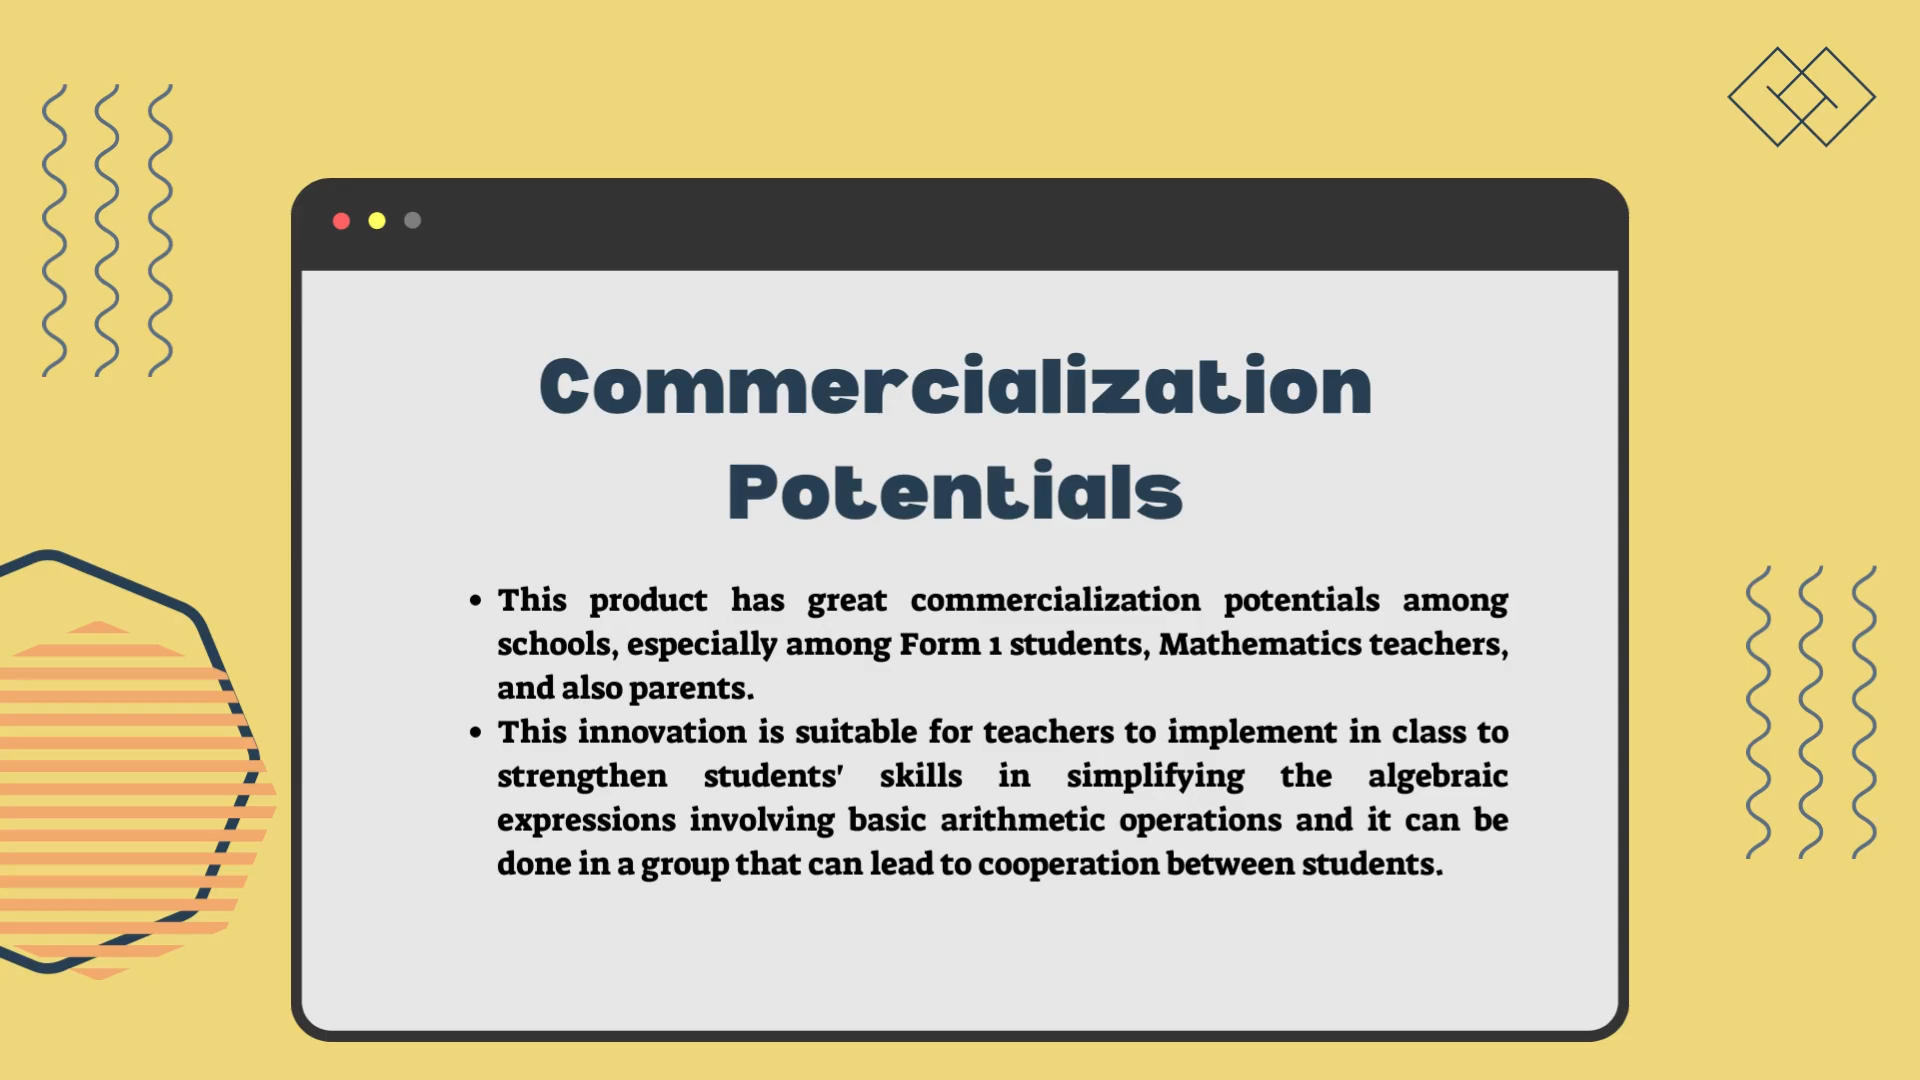 Commercialization
Potentials
• This product has great commercialization potentials among
schools, especially among Form 1 students, Mathematics teachers,
and also parents.
• This innovation is suitable for teachers to implement in class to
strengthen students' skills in simplifying the algebraic
expressions involving basic arithmetic operations and it can be
done in a group that can lead to cooperation between students.